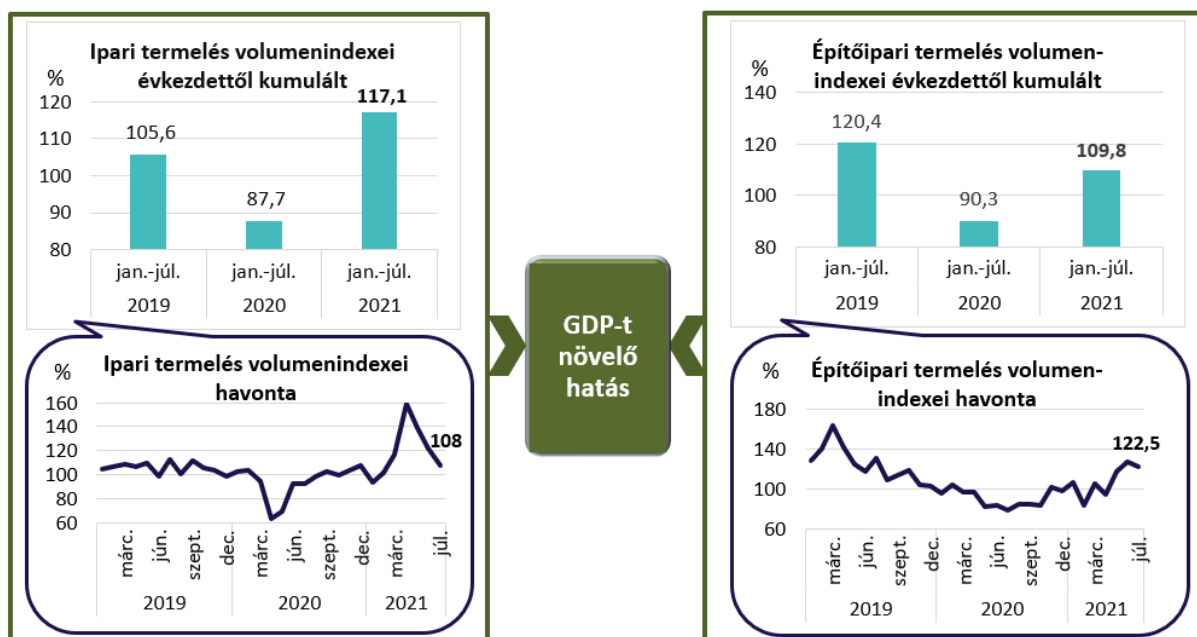 Ipari termelés volumenindexei
évkezdettől kumulált
%
120
110
100
90
80
105,6
87,7
117,1
jan.-júl.
jan.-júl.
jan.-júl.
2019
2020
2021
Ipari termelés volumenindexei
havonta
%
160
140
120
100
80
60
108
márc.
jún.
szept.
dec.
márc.
jún.
szept.
dec.
márc.
júl.
2019
2020
2021
GDP-t
növelő
hatás
Építőipari termelés volumen-
indexei évkezdettől kumulált
%
140
120
100
80
120,4
90,3
109,8
jan.-júl.
jan.-júl.
jan.-júl.
2019
2020
2021
Építőipari termelés volumen-
indexei havonta
%
180
140
100
60
122,5
márc.
jún.
szept.
dec.
márc.
jún.
szept.
dec.
márc.
júl.
2019
2020
2021